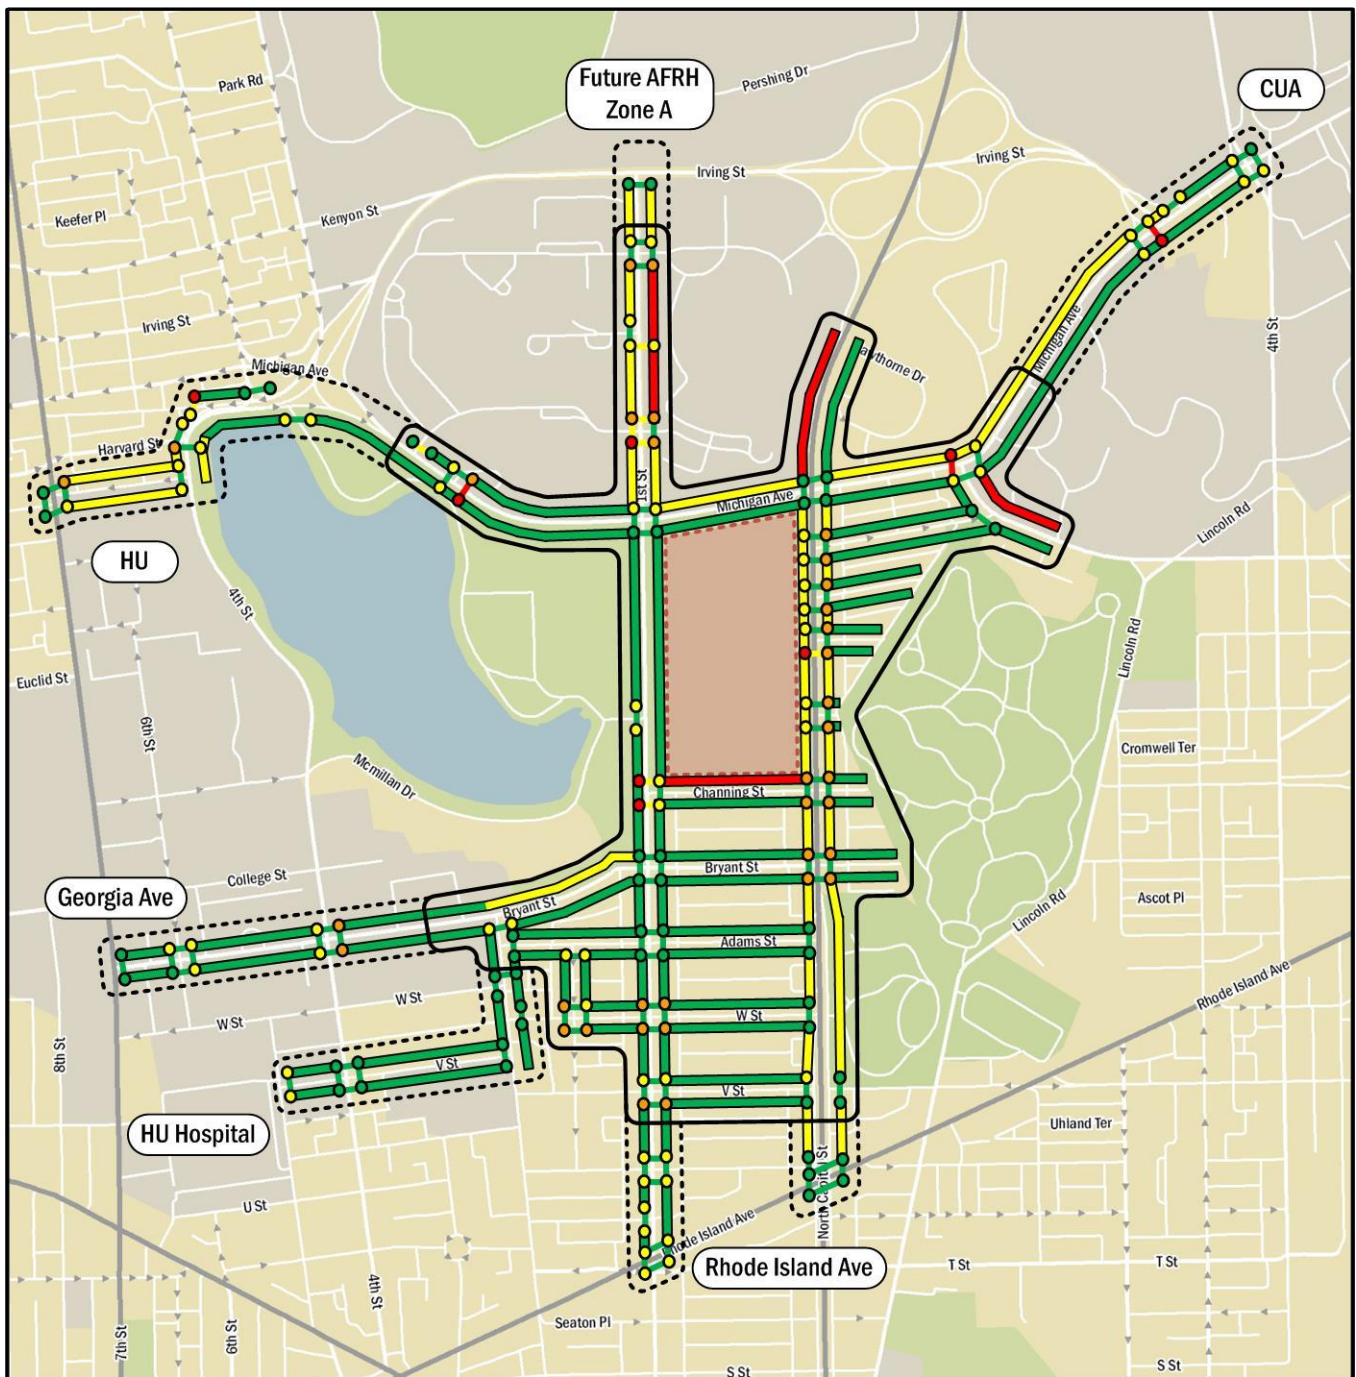 Park Rd
Future AFRH
Zone A
Pershing Dr
CUA
Irving St
Irving St
Keefer Pl
Kenyon St
Irving St
4th St
Michigan Ave
Michigan Ave
awthorne Dr
Harvard St
1st St
Michigan Ave
Lincoln Rd
HU
4th St
Lincoln Rd
Euclid St
6th St
Cromwell Ter
Mcmillan Dr
Channing St
Bryant St
College St
Georgia Ave
Bryant St
Ascot Pl
Lincoln Rd
Adams St
Rhode Island Ave
W St
W St
W St
8th St
V St
V St
HU Hospital
Uhland Ter
North Capitol St
U St
Rhode Island Ave
Rhode Island Ave
T St
T St
4th St
Seaton Pl
7th St
6th St
S St
S St